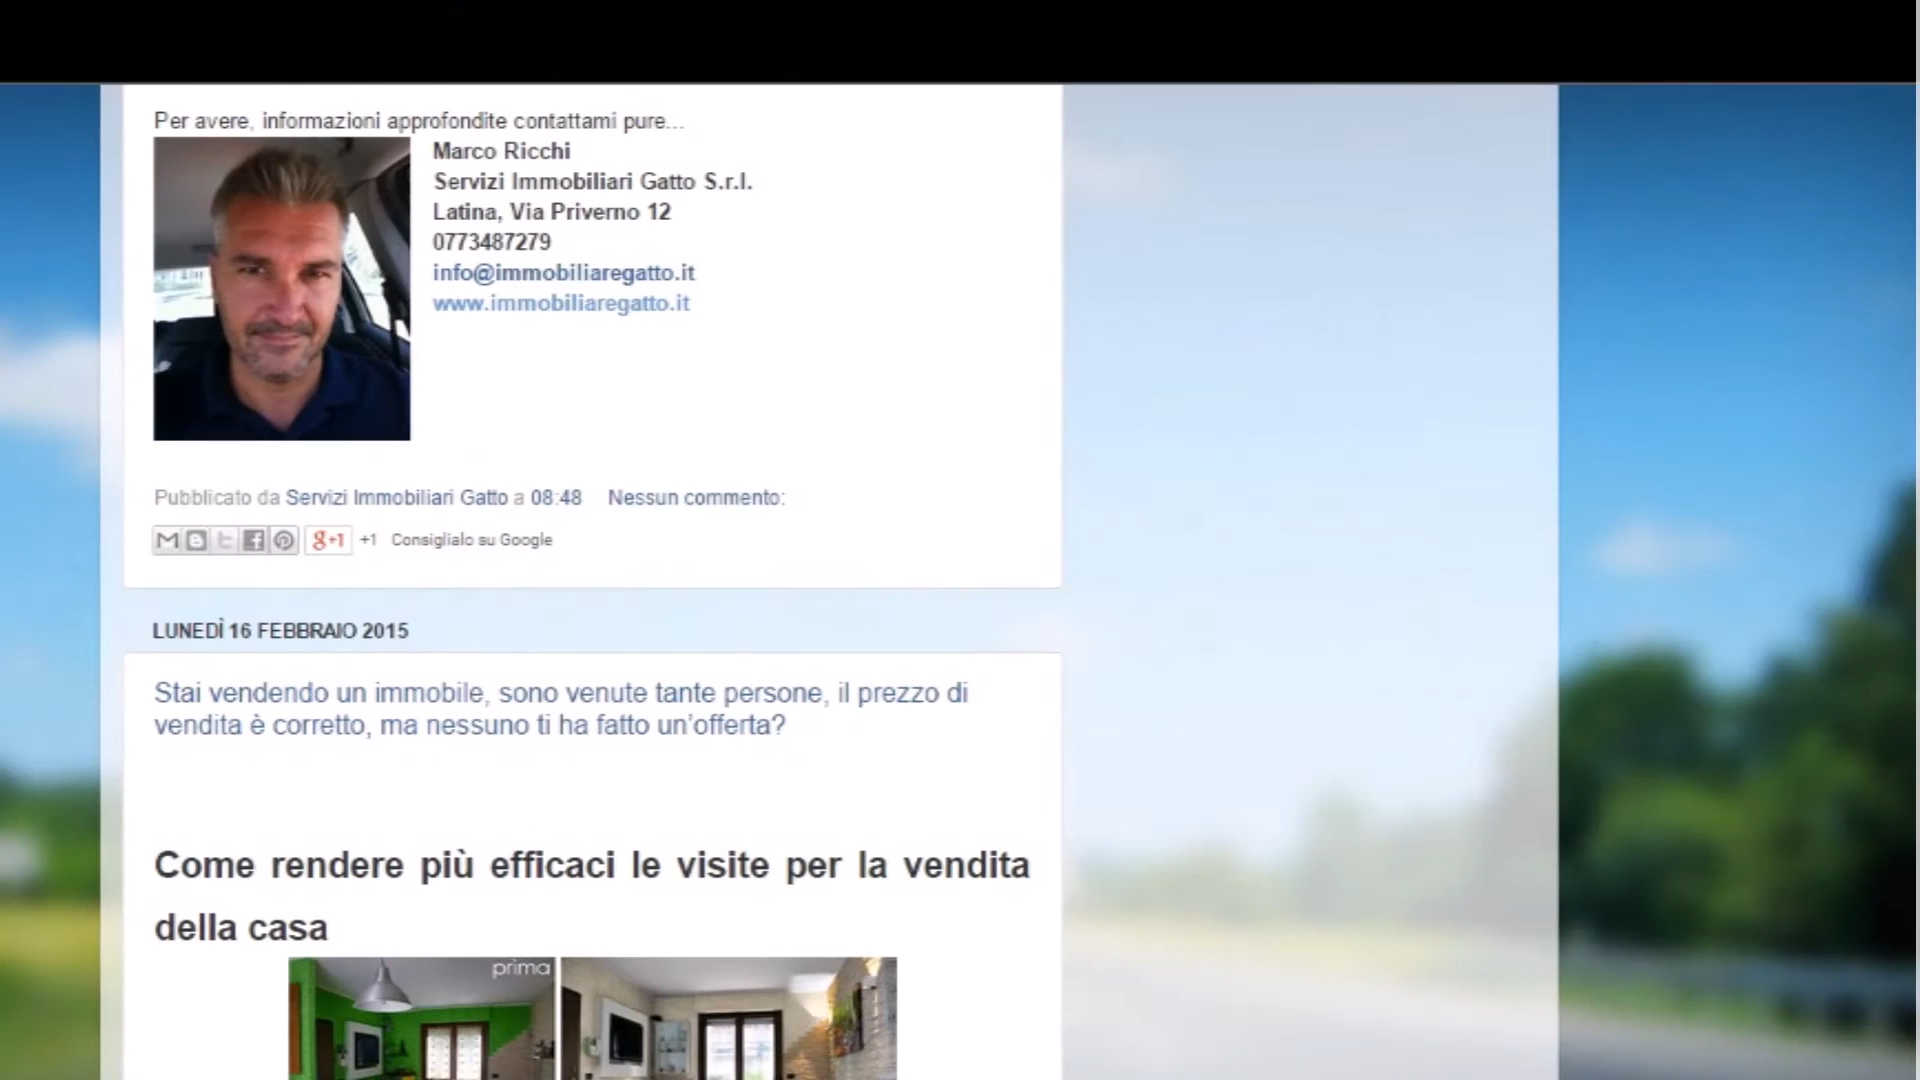 Per avere, informazioni approfondite contattami pure...
Marco Ricchi
Servizi Immobiliari Gatto S.r.l.
Latina, Via Priverno 12
0773487279
info@immobiliaregatto.it
www.immobiliaregatto.it
Pubblicato da Servizi Immobiliari Gatto a 08:48 Nessun commento:
g+1 +1 Consiglialo su Google
LUNEDÌ 16 FEBBRAIO 2015
Stai vendendo un immobile, sono venute tante persone, il prezzo di
vendita è corretto, ma nessuno ti ha fatto un'offerta?
Come rendere più efficaci le visite per la vendita
della casa
prima